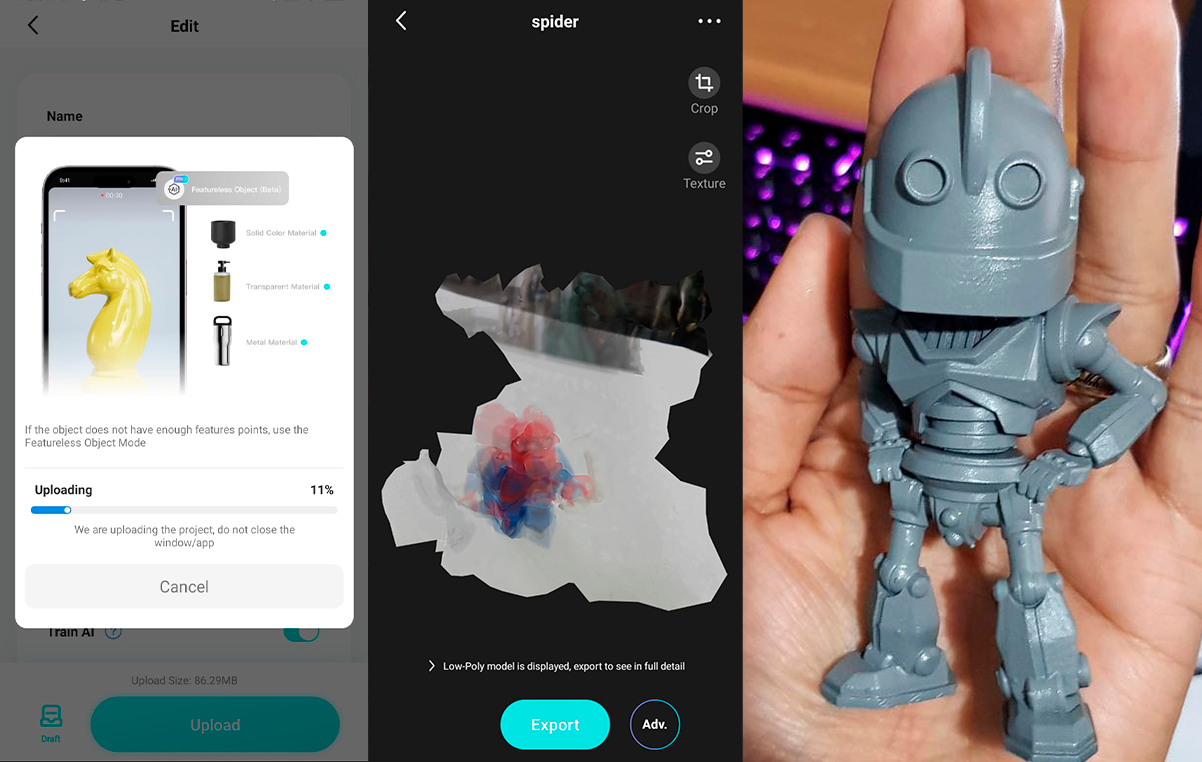 Edit
Name
9:41
00:30
Featureless Object (Beta)
Solid Color Material
Transparent Material
Metal Material
If the object does not have enough features points, use the
Featureless Object Mode
Uploading
11%
We are uploading the project, do not close the
window/app
Cancel
Train AI ?
Upload Size: 86.29MB
Draft
Upload
spider
Crop
Texture
Low-Poly model is displayed, export to see in full detail
Export
Adv.